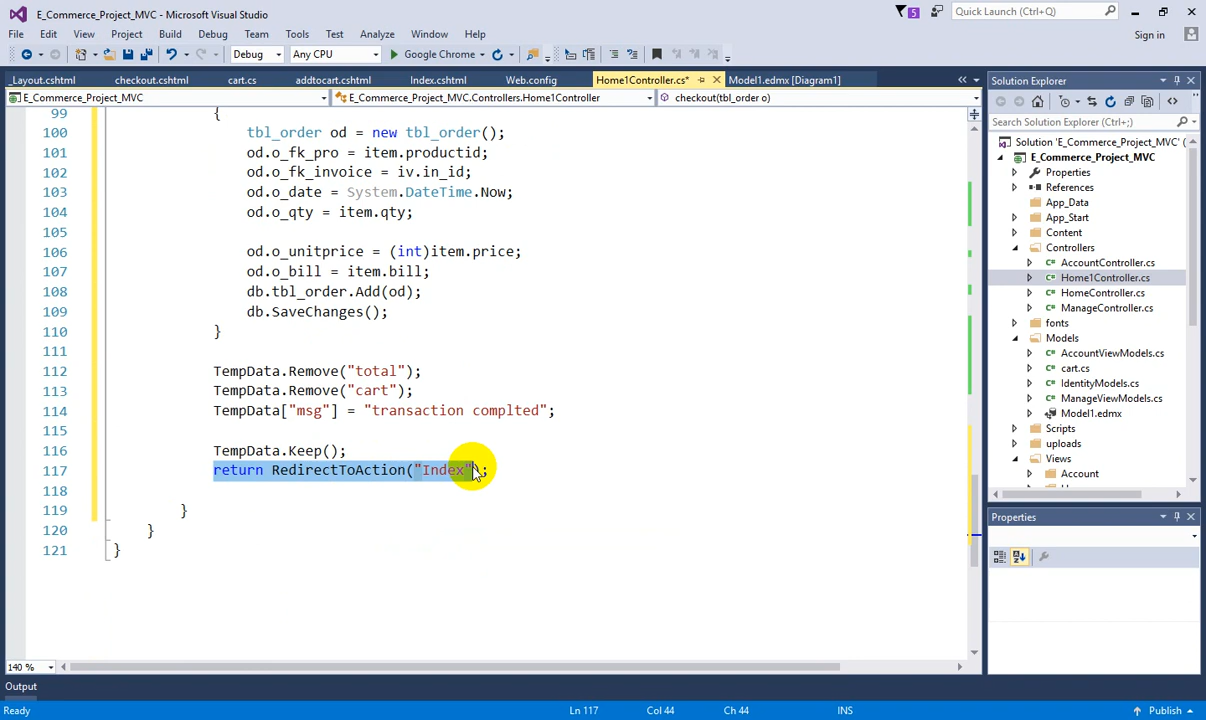 E_Commerce_Project_MVC - Microsoft Visual Studio
5
Quick Launch (Ctrl+Q)
File Edit View Project Build Debug Team Tools Test Analyze Window Help
Sign in
Debug Any CPU Google Chrome
_Layout.cshtml checkout.cshtml cart.cs addtocart.cshtml Index.cshtml Web.config Home1Controller.cs* Model1.edmx [Diagram1]
E_Commerce_Project_MVC E_Commerce_Project_MVC.Controllers.Home1Controller checkout(tbl_order o)
99 {
100 tbl_order od = new tbl_order();
101 od.o_fk_pro = item.productid;
102 od.o_fk_invoice = iv.in_id;
103 od.o_date = System.DateTime.Now;
104 od.o_qty = item.qty;
105
106 od.o_unitprice = (int)item.price;
107 od.o_bill = item.bill;
108 db.tbl_order.Add(od);
109 db.SaveChanges();
110 }
111
112 TempData.Remove("total");
113 TempData.Remove("cart");
114 TempData["msg"] = "transaction complted";
115
116 TempData.Keep();
117 return RedirectToAction("Index");
118
119 }
120 }
121 }
140 %
Solution Explorer
Search Solution Explorer (Ctrl+;)
Solution 'E_Commerce_Project_MVC' (
E_Commerce_Project_MVC
Properties
References
App_Data
App_Start
Content
Controllers
AccountController.cs
Home1Controller.cs
HomeController.cs
ManageController.cs
fonts
Models
AccountViewModels.cs
cart.cs
IdentityModels.cs
ManageViewModels.cs
Model1.edmx
Scripts
uploads
Views
Account
Properties
Output
Ready Ln 117 Col 44 Ch 44 INS Publish